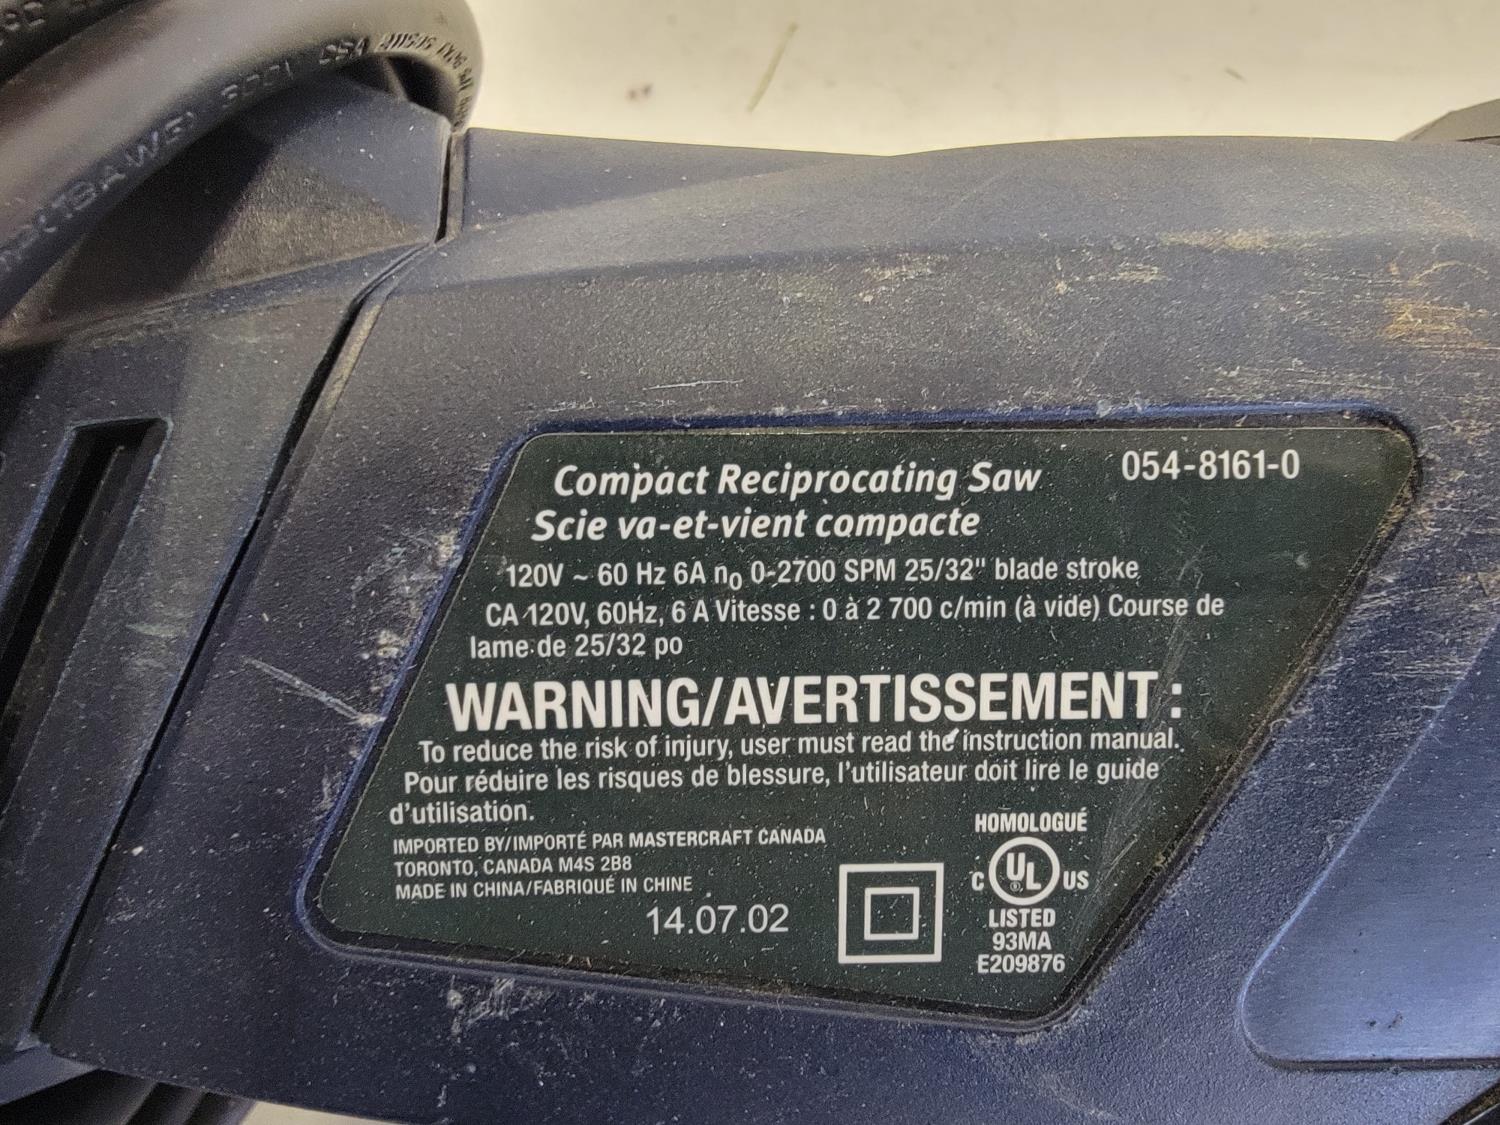 (18AWG) 300V CSA
Compact Reciprocating Saw
054-8161-0
Scie va-et-vient compacte
120V ~ 60 Hz 6A n0 0-2700 SPM 25/32" blade stroke
CA 120V, 60Hz, 6 A Vitesse : 0 à 2 700 c/min (à vide) Course de
lame de 25/32 po
WARNING/AVERTISSEMENT :
To reduce the risk of injury, user must read the instruction manual.
Pour réduire les risques de blessure, l'utilisateur doit lire le guide
d'utilisation.
IMPORTED BY/IMPORTÉ PAR MASTERCRAFT CANADA
TORONTO, CANADA M4S 2B8
MADE IN CHINA/FABRIQUÉ IN CHINE
14.07.02
HOMOLOGUÉ
C UL US
LISTED
93MA
E209876